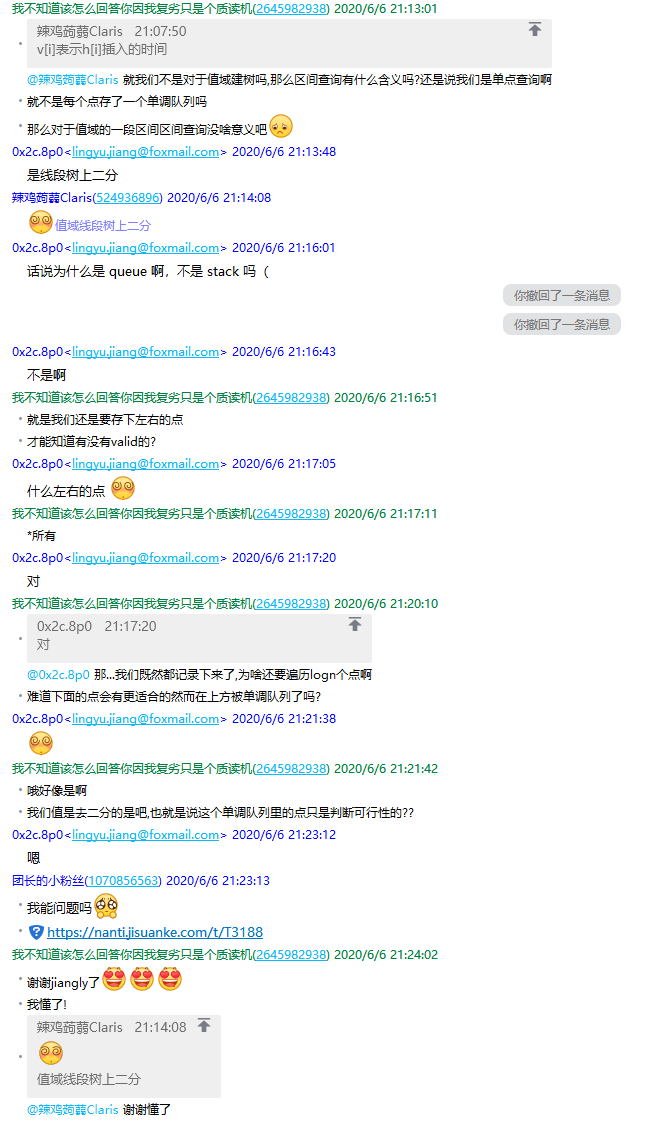 我不知道该怎么回答你因我复劣只是个质读机(2645982938) 2020/6/6 21:13:01
辣鸡蒟蒻Claris 21:07:50
v[i]表示h[i]插入的时间
@辣鸡蒟蒻Claris 就我们不是对于值域建树吗,那么区间查询有什么含义吗?还是说我们是单点查询啊
就不是每个点存了一个单调队列吗
那么对于值域的一段区间区间查询没啥意义吧
0x2c.8p0<lingyu.jiang@foxmail.com> 2020/6/6 21:13:48
是线段树上二分
辣鸡蒟蒻Claris(524936896) 2020/6/6 21:14:08
值域线段树上二分
0x2c.8p0<lingyu.jiang@foxmail.com> 2020/6/6 21:16:01
话说为什么是 queue 啊，不是 stack 吗（
你撤回了一条消息
你撤回了一条消息
0x2c.8p0<lingyu.jiang@foxmail.com> 2020/6/6 21:16:43
不是啊
我不知道该怎么回答你因我复劣只是个质读机(2645982938) 2020/6/6 21:16:51
就是我们还是要存下左右的点
才能知道有没有valid的?
0x2c.8p0<lingyu.jiang@foxmail.com> 2020/6/6 21:17:05
什么左右的点
我不知道该怎么回答你因我复劣只是个质读机(2645982938) 2020/6/6 21:17:11
*所有
0x2c.8p0<lingyu.jiang@foxmail.com> 2020/6/6 21:17:20
对
我不知道该怎么回答你因我复劣只是个质读机(2645982938) 2020/6/6 21:20:10
0x2c.8p0 21:17:20
对
@0x2c.8p0 那...我们既然都记录下来了,为啥还要遍历logn个点啊
难道下面的点会有更适合的然而在上方被单调队列了吗?
0x2c.8p0<lingyu.jiang@foxmail.com> 2020/6/6 21:21:38
我不知道该怎么回答你因我复劣只是个质读机(2645982938) 2020/6/6 21:21:42
哦好像是啊
我们值是去二分的是吧,也就是说这个单调队列里的点只是判断可行性的??
0x2c.8p0<lingyu.jiang@foxmail.com> 2020/6/6 21:23:12
嗯
团长的小粉丝(1070856563) 2020/6/6 21:23:13
我能问题吗
https://nanti.jisuanke.com/t/T3188
我不知道该怎么回答你因我复劣只是个质读机(2645982938) 2020/6/6 21:24:02
谢谢jiangly了
我懂了!
辣鸡蒟蒻Claris 21:14:08
值域线段树上二分
@辣鸡蒟蒻Claris 谢谢懂了